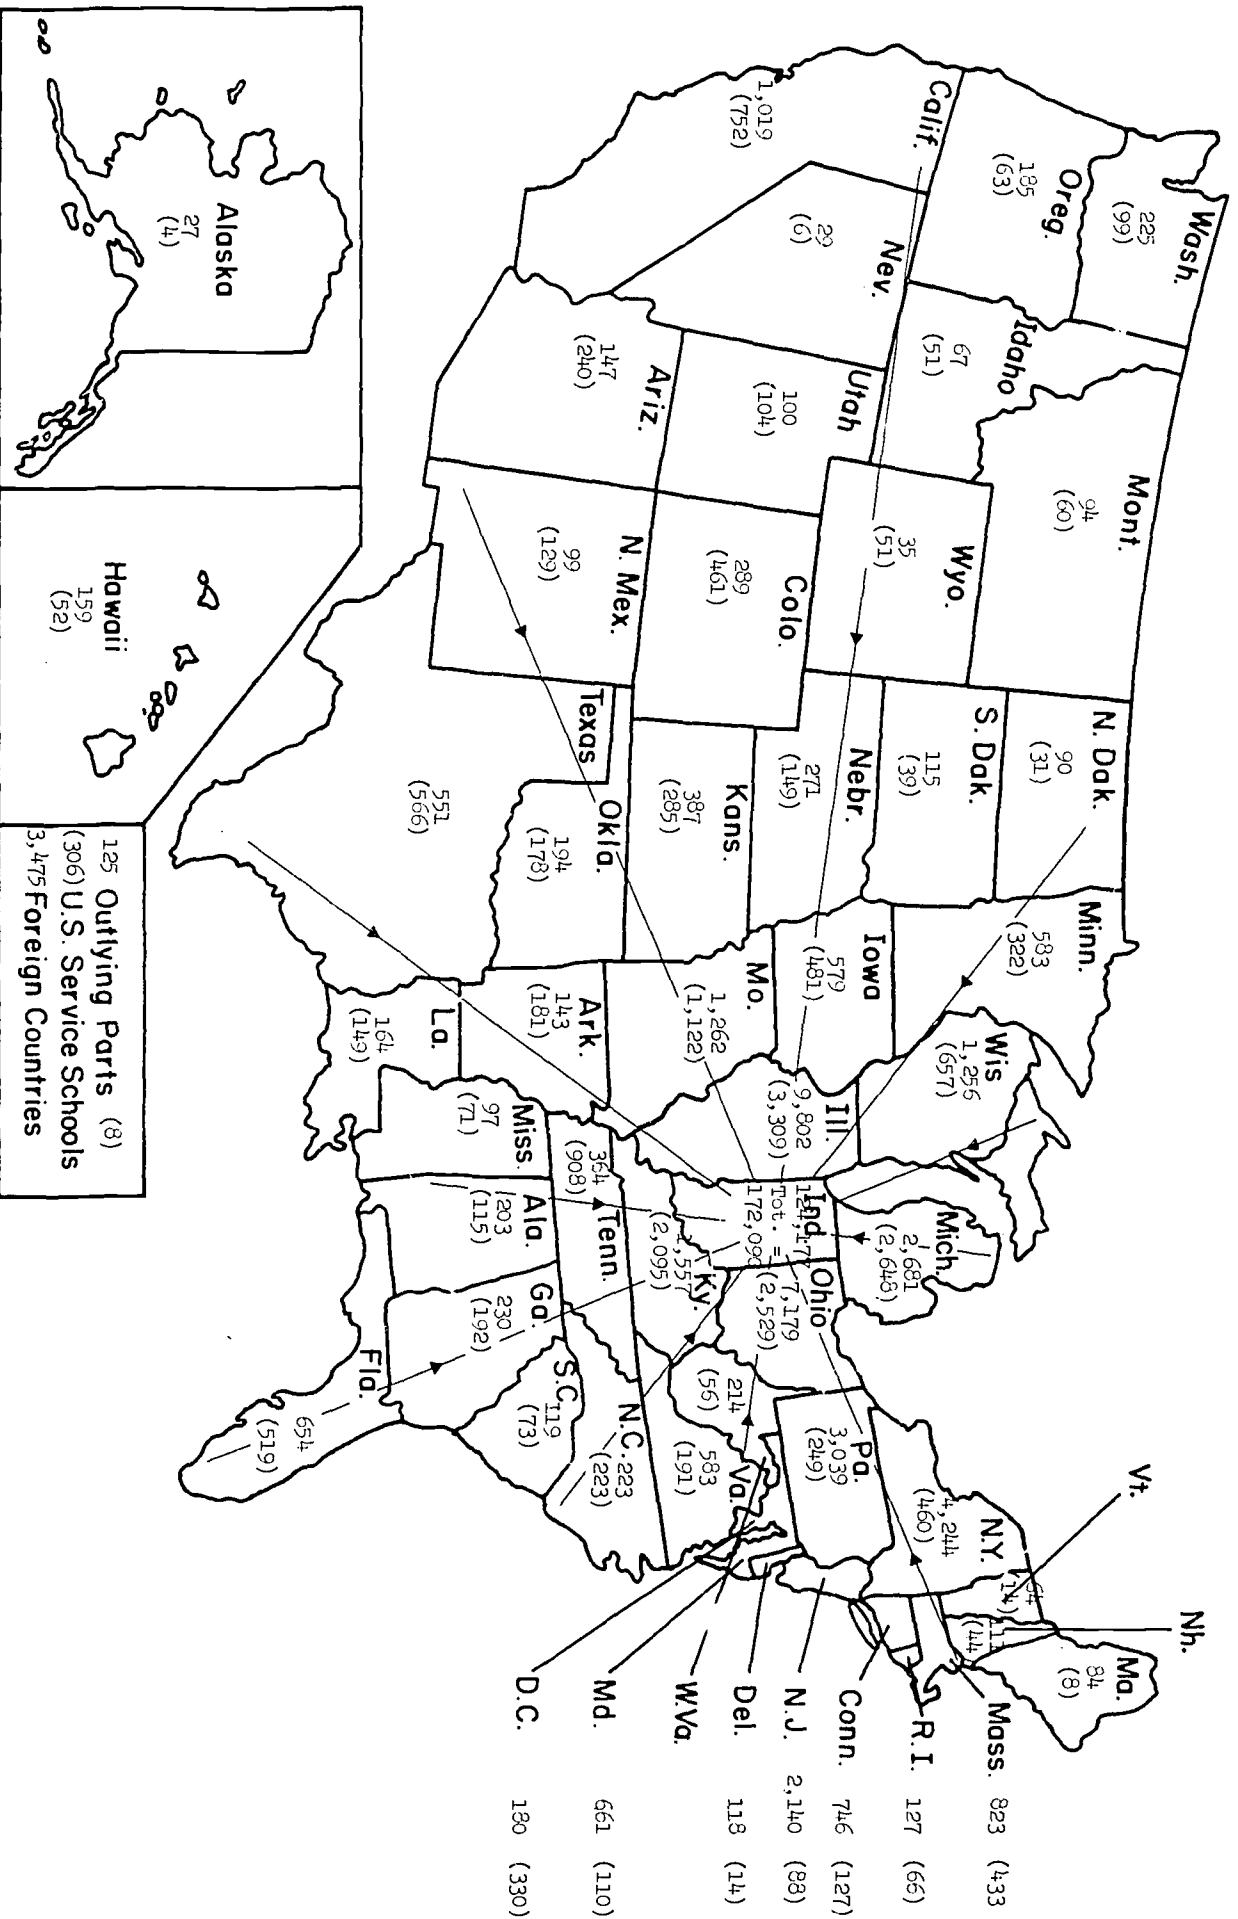 Wash.
225
(99)
Oreg.
185
(63)
Calif.
1,019
(752)
Nev.
29
(6)
Idaho
67
(51)
Utah
100
(104)
Ariz.
147
(240)
Mont.
94
(60)
Wyo.
35
(51)
Colo.
289
(461)
N. Mex.
99
(129)
N. Dak.
90
(31)
S. Dak.
115
(39)
Nebr.
271
(149)
Kans.
387
(285)
Okla.
194
(178)
Texas
551
(566)
Minn.
583
(322)
Iowa
579
(481)
Mo.
1,262
(1,122)
Ark.
143
(181)
La.
164
(149)
Wis
1,256
(657)
Ill.
9,802
(3,309)
Mich.
2,681
(2,648)
Ind
Tot. =
Ohio
7,179
(2,529)
Ky.
(2,095)
Tenn.
364
(908)
Miss.
97
(71)
Ala.
203
(115)
Ga.
230
(192)
Fla.
654
(519)
S.C.
119
(73)
N.C.
223
(223)
Va.
583
(191)
214
(56)
Pa.
3,039
(249)
N.Y.
4,244
(460)
Vt.
Nh.
(44
Ma.
84
(8)
Mass. 823 (433
R.I. 127 (66)
Conn. 746 (127)
N.J. 2,140 (88)
Del. 118 (14)
W.Va.
Md. 661 (110)
D.C. 180 (330)
Alaska
27
(4)
Hawaii
159
(52)
125 Outlying Parts (8)
(306) U.S. Service Schools
3,475 Foreign Countries